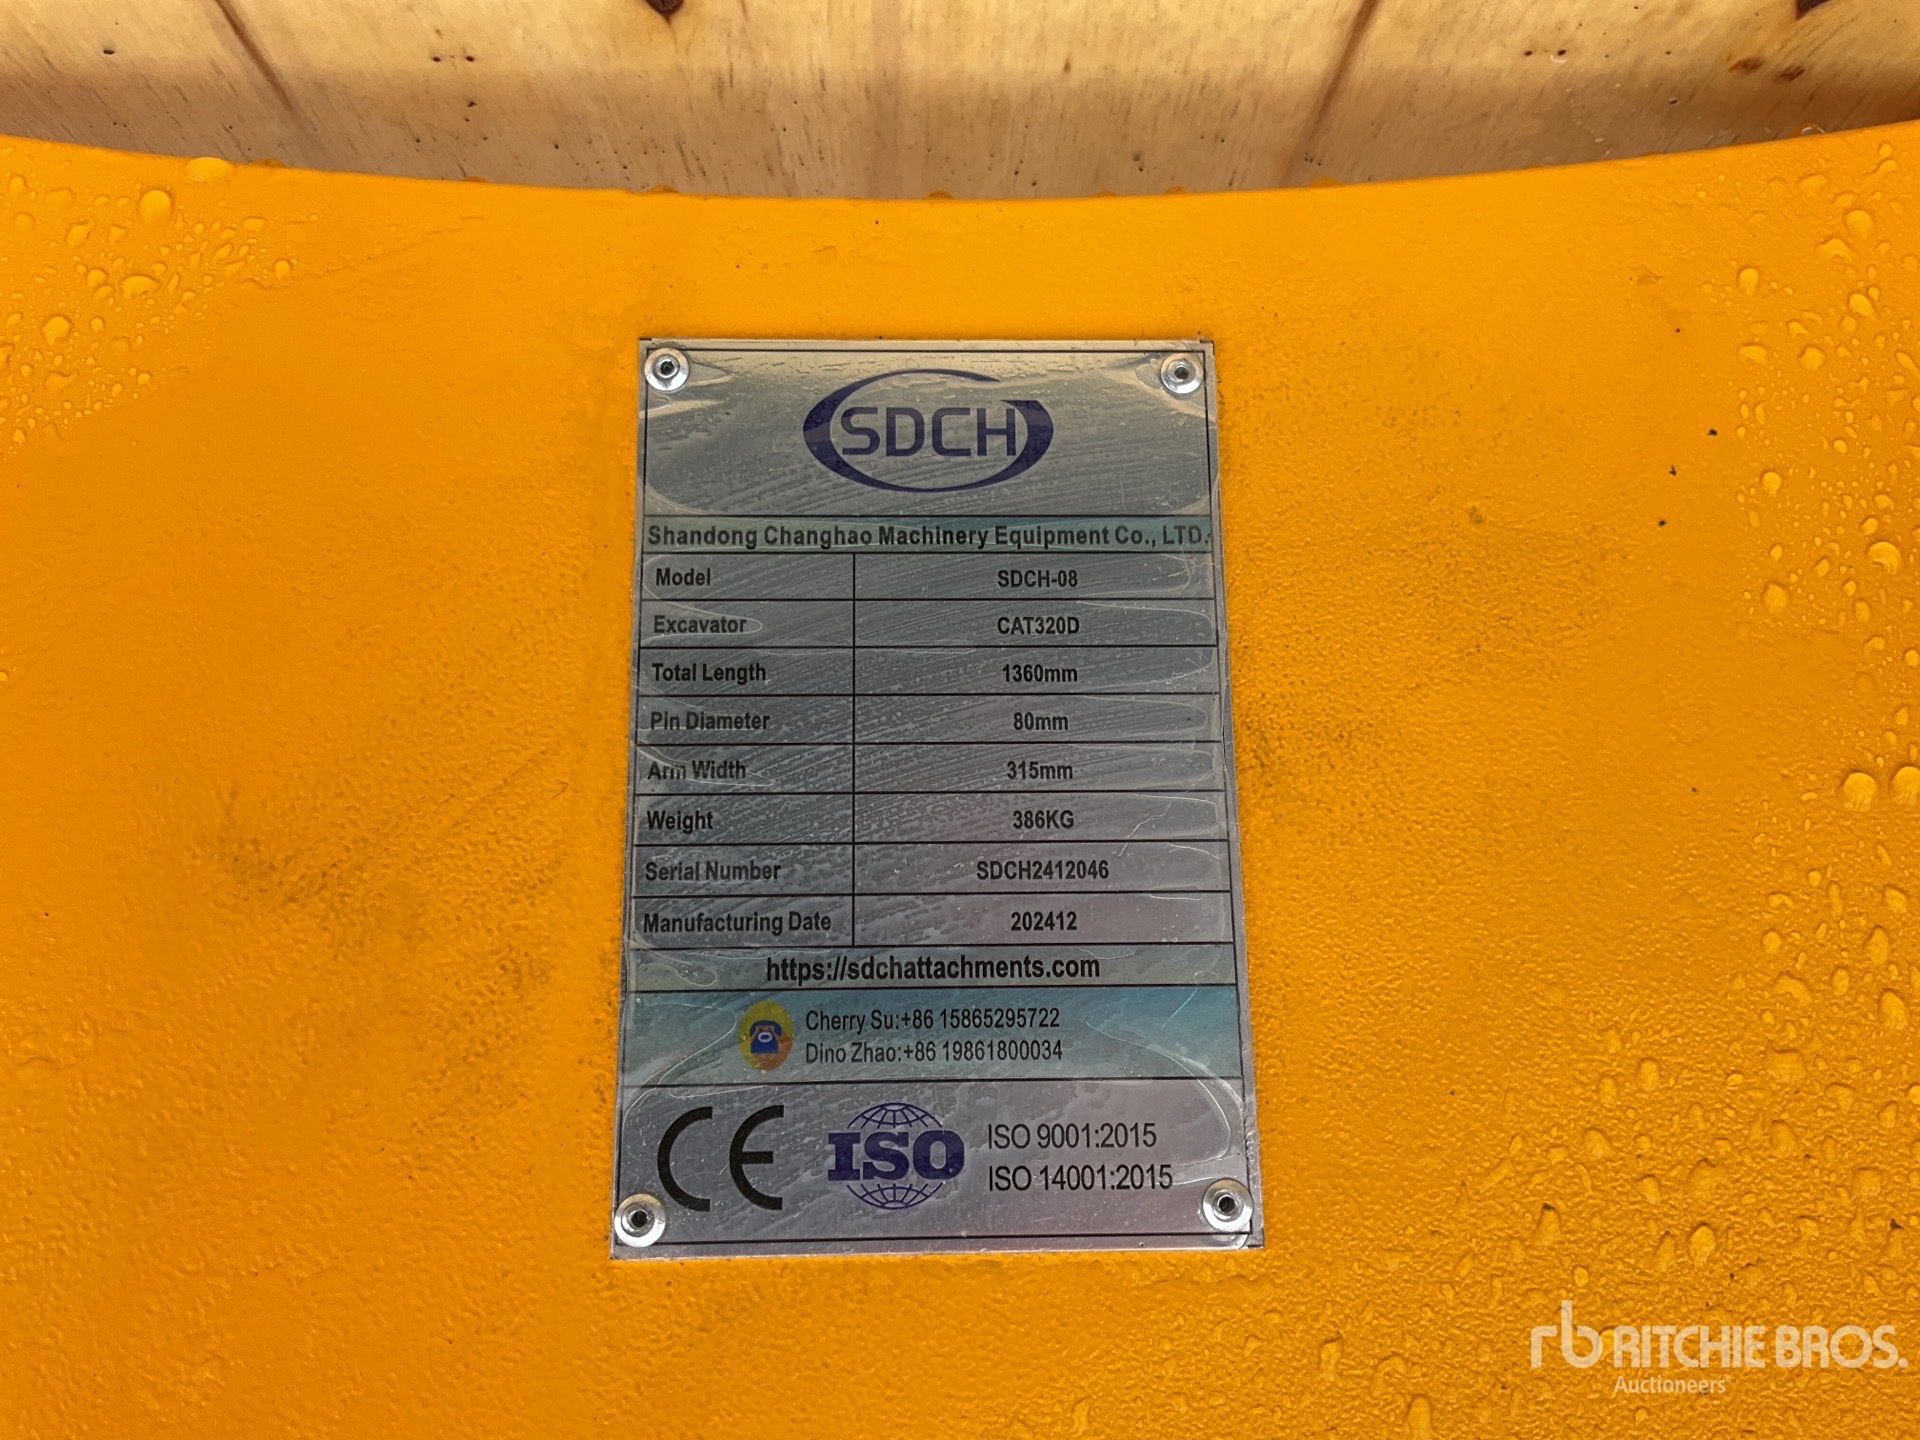 SDCH
Shandong Changhao Machinery Equipment Co., LTD.
Model SDCH-08
Excavator CAT320D
Total Length 1360mm
Pin Diameter 80mm
Arm Width 315mm
Weight 386KG
Serial Number SDCH2412046
Manufacturing Date 202412
https://sdchattachments.com
Cherry Su:+86 15865295722
Dino Zhao:+86 19861800034
CE ISO ISO 9001:2015
ISO 14001:2015
rb RITCHIE BROS.
Auctioneers